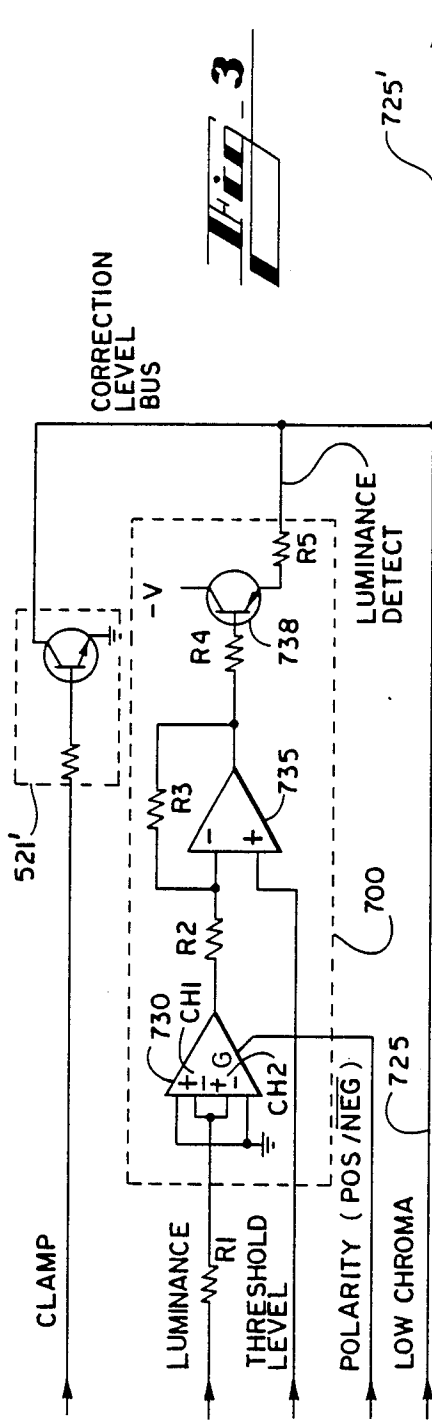 Fig_3
CLAMP
521'
CORRECTION
LEVEL
BUS
725'
LUMINANCE
R1
730
CH1
+
−
+
−
G
CH2
R2
R3
−
+
735
R4
-V
738
R5
LUMINANCE
DETECT
THRESHOLD
LEVEL
700
POLARITY (POS/N̅E̅G̅)
LOW CHROMA
725